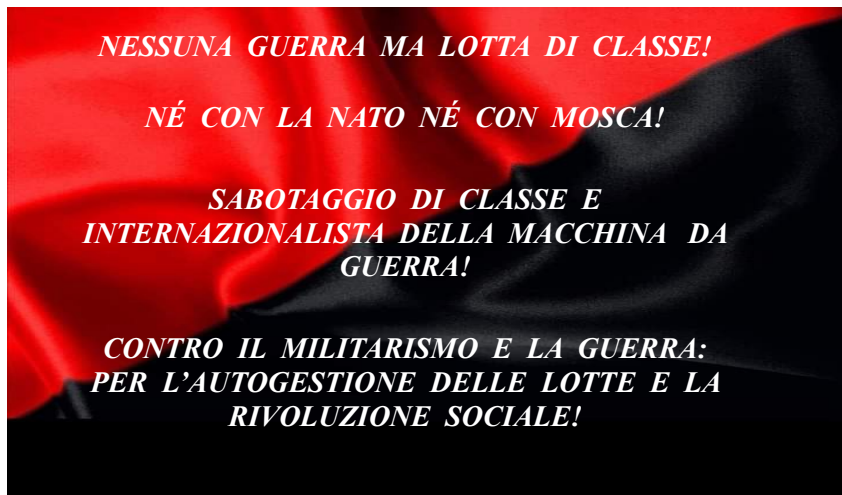 NESSUNA GUERRA MA LOTTA DI CLASSE!
NÉ CON LA NATO NÉ CON MOSCA!
SABOTAGGIO DI CLASSE E
INTERNAZIONALISTA DELLA MACCHINA DA
GUERRA!
CONTRO IL MILITARISMO E LA GUERRA:
PER L’AUTOGESTIONE DELLE LOTTE E LA
RIVOLUZIONE SOCIALE!